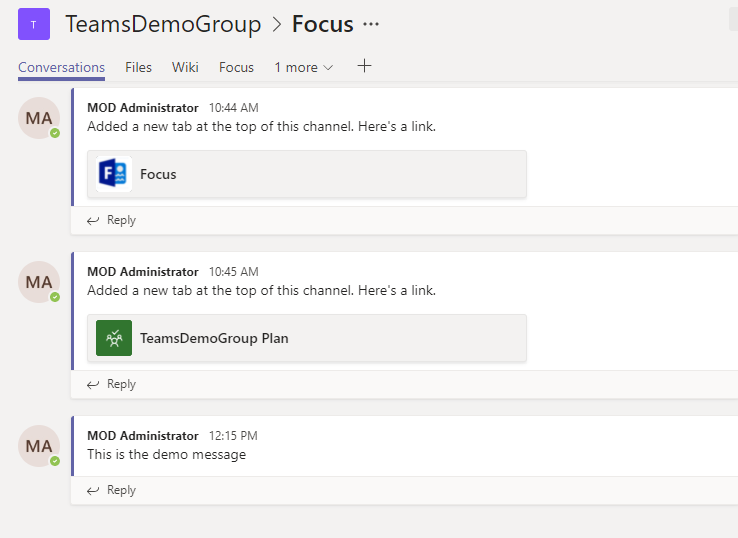 T TeamsDemoGroup > Focus ...
Conversations Files Wiki Focus 1 more +
MA MOD Administrator 10:44 AM
Added a new tab at the top of this channel. Here's a link.
F Focus
Reply
MA MOD Administrator 10:45 AM
Added a new tab at the top of this channel. Here's a link.
TeamsDemoGroup Plan
Reply
MA MOD Administrator 12:15 PM
This is the demo message
Reply